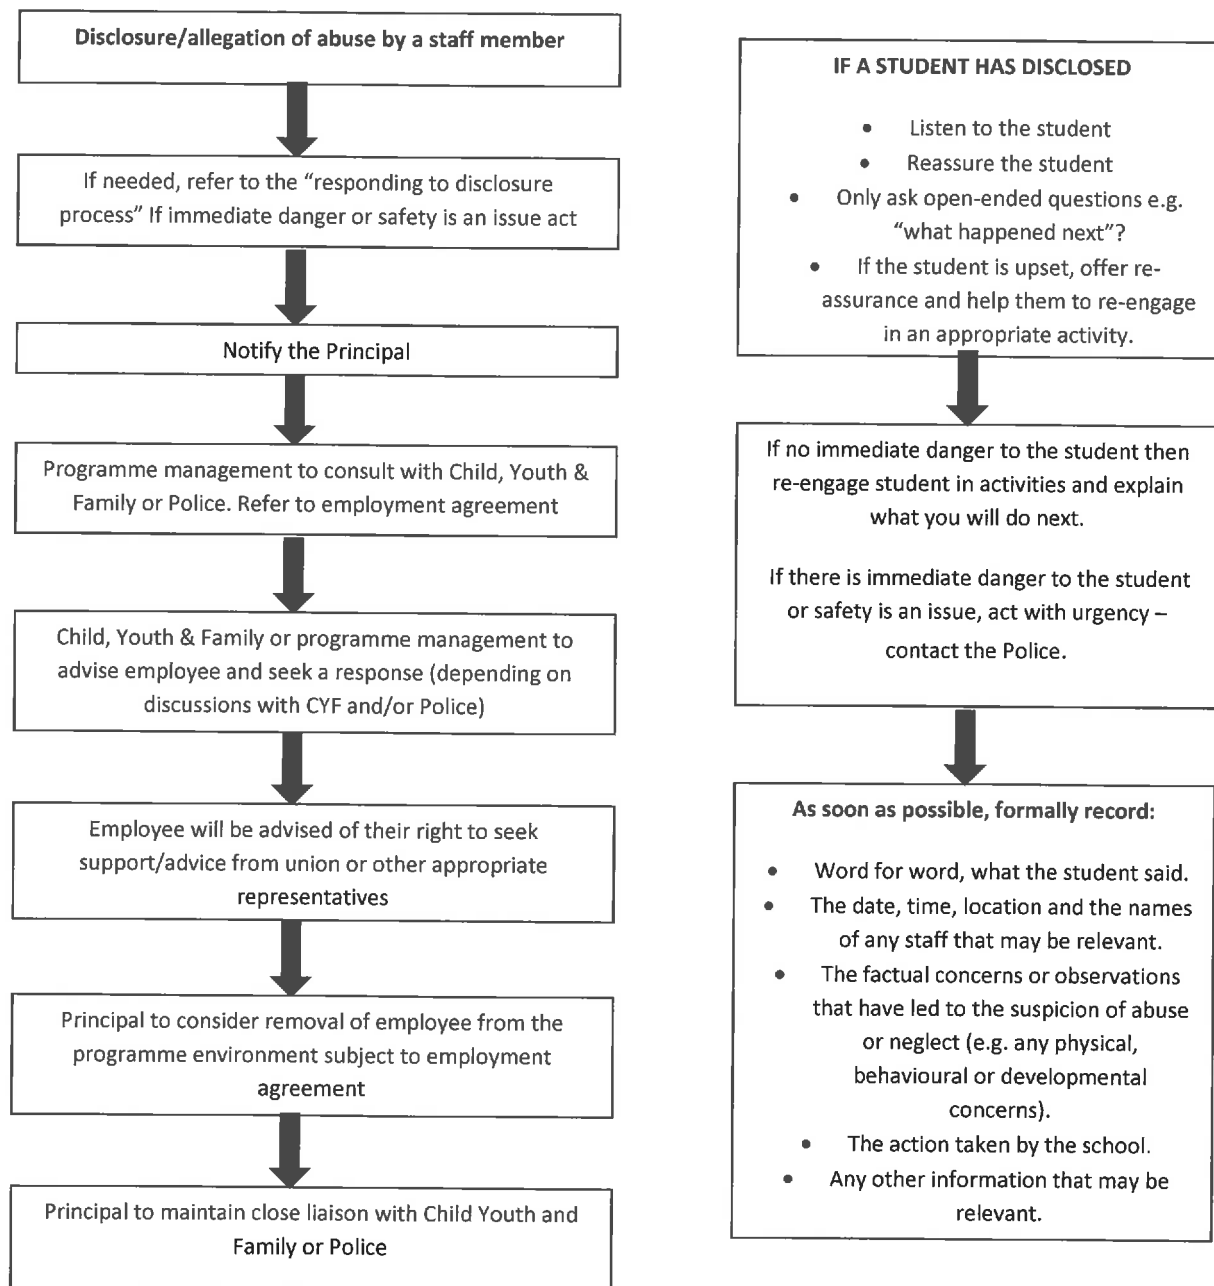 Disclosure/allegation of abuse by a staff member
If needed, refer to the “responding to disclosure
process” If immediate danger or safety is an issue act
Notify the Principal
Programme management to consult with Child, Youth &
Family or Police. Refer to employment agreement
Child, Youth & Family or programme management to
advise employee and seek a response (depending on
discussions with CYF and/or Police)
Employee will be advised of their right to seek
support/advice from union or other appropriate
representatives
Principal to consider removal of employee from the
programme environment subject to employment
agreement
Principal to maintain close liaison with Child Youth and
Family or Police
IF A STUDENT HAS DISCLOSED
• Listen to the student
• Reassure the student
• Only ask open-ended questions e.g.
“what happened next”?
• If the student is upset, offer re-
assurance and help them to re-engage
in an appropriate activity.
If no immediate danger to the student then
re-engage student in activities and explain
what you will do next.
If there is immediate danger to the student
or safety is an issue, act with urgency –
contact the Police.
As soon as possible, formally record:
• Word for word, what the student said.
• The date, time, location and the names
of any staff that may be relevant.
• The factual concerns or observations
that have led to the suspicion of abuse
or neglect (e.g. any physical,
behavioural or developmental
concerns).
• The action taken by the school.
• Any other information that may be
relevant.